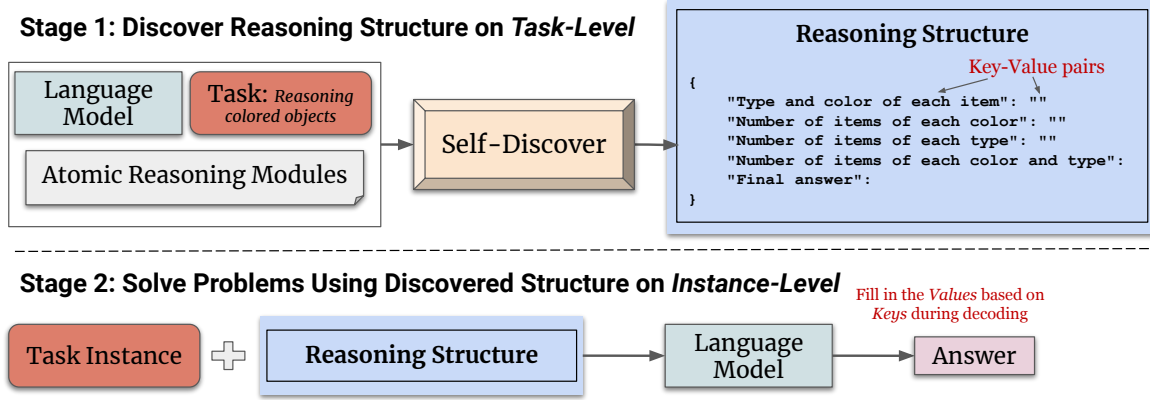 Stage 1: Discover Reasoning Structure on Task-Level
Language
Model
Task: Reasoning
colored objects
Atomic Reasoning Modules
Self-Discover
Reasoning Structure
Key-Value pairs
{
"Type and color of each item": ""
"Number of items of each color": ""
"Number of items of each type": ""
"Number of items of each color and type":
"Final answer":
}
Stage 2: Solve Problems Using Discovered Structure on Instance-Level
Task Instance
Reasoning Structure
Language
Model
Fill in the Values based on
Keys during decoding
Answer